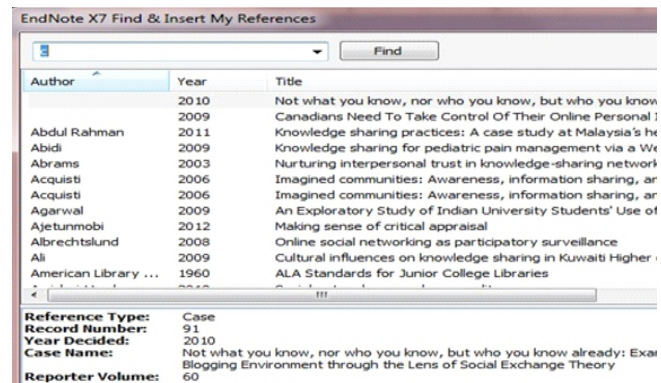 EndNote X7 Find & Insert My References
c
Find
Author Year Title
2010 Not what you know, nor who you know, but who you know
2009 Canadians Need To Take Control Of Their Online Personal I
Abdul Rahman 2011 Knowledge sharing practices: A case study at Malaysia's he
Abidi 2009 Knowledge sharing for pediatric pain management via a We
Abrams 2003 Nurturing interpersonal trust in knowledge-sharing network
Acquisti 2006 Imagined communities: Awareness, information sharing, an
Acquisti 2006 Imagined communities: Awareness, information sharing, an
Agarwal 2009 An Exploratory Study of Indian University Students' Use of
Ajetunmobi 2012 Making sense of critical appraisal
Albrechtslund 2008 Online social networking as participatory surveillance
Ali 2009 Cultural influences on knowledge sharing in Kuwaiti Higher
American Library ... 1960 ALA Standards for Junior College Libraries
Reference Type: Case
Record Number: 91
Year Decided: 2010
Case Name: Not what you know, nor who you know, but who you know already: Exa
Blogging Environment through the Lens of Social Exchange Theory
Reporter Volume: 60